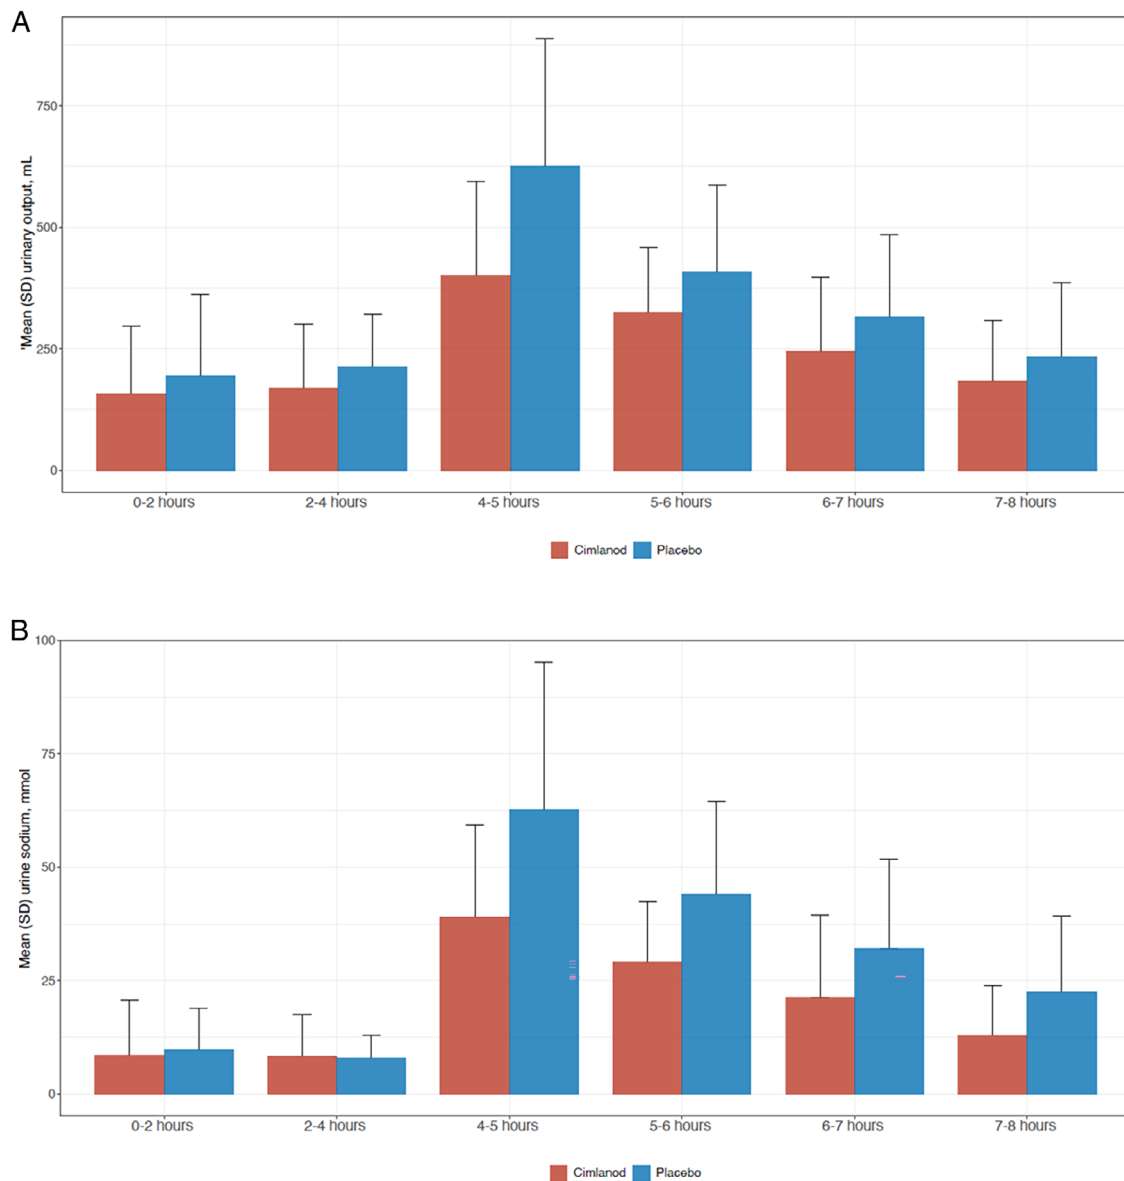 A
'Mean (SD) urinary output, mL
750
500
250
0
0-2 hours 2-4 hours 4-5 hours 5-6 hours 6-7 hours 7-8 hours
Cimlanod Placebo
B
Mean (SD) urine sodium, mmol
100
75
50
25
0
0-2 hours 2-4 hours 4-5 hours 5-6 hours 6-7 hours 7-8 hours
Cimlanod Placebo